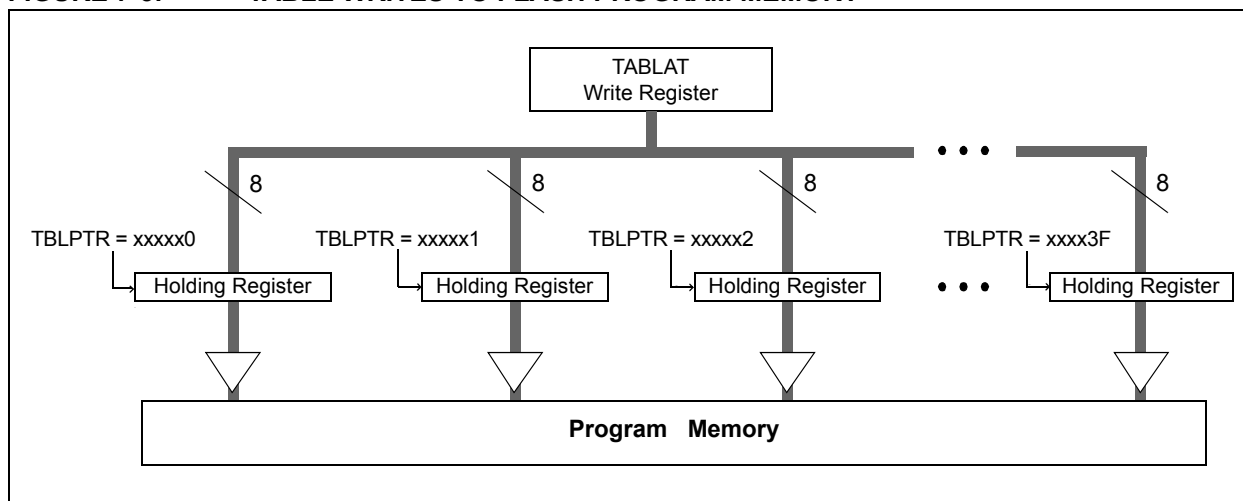 TABLAT
Write Register
8 8 8 8
TBLPTR = xxxxx0 TBLPTR = xxxxx1 TBLPTR = xxxxx2 TBLPTR = xxxx3F
Holding Register Holding Register Holding Register Holding Register
Program Memory